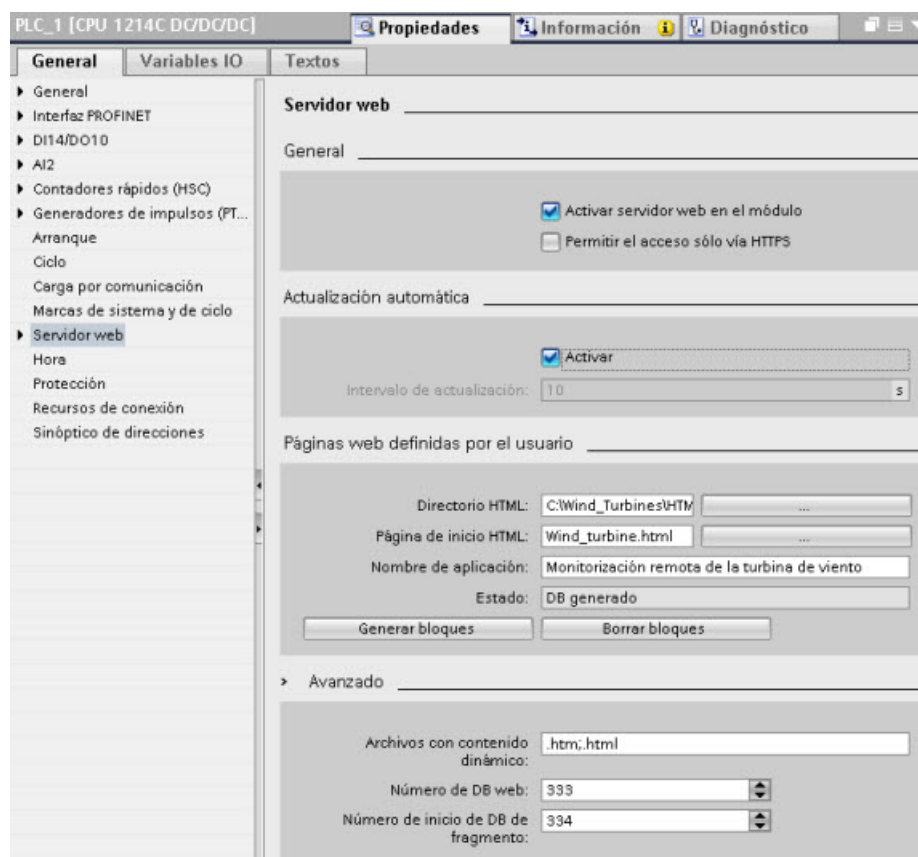 PLC_1 [CPU 1214C DC/DC/DC]
Propiedades
Información
Diagnóstico
General
Variables IO
Textos
General
Interfaz PROFINET
DI14/DO10
AI2
Contadores rápidos (HSC)
Generadores de impulsos (PT...
Arranque
Ciclo
Carga por comunicación
Marcas de sistema y de ciclo
Servidor web
Hora
Protección
Recursos de conexión
Sinóptico de direcciones
Servidor web
General
Activar servidor web en el módulo
Permitir el acceso sólo vía HTTPS
Actualización automática
Activar
Intervalo de actualización: 10 s
Páginas web definidas por el usuario
Directorio HTML: C:\Wind_Turbines\HTM ...
Página de inicio HTML: Wind_turbine.html ...
Nombre de aplicación: Monitorización remota de la turbina de viento
Estado: DB generado
Generar bloques Borrar bloques
Avanzado
Archivos con contenido
dinámico: .htm;.html
Número de DB web: 333
Número de inicio de DB de
fragmento: 334